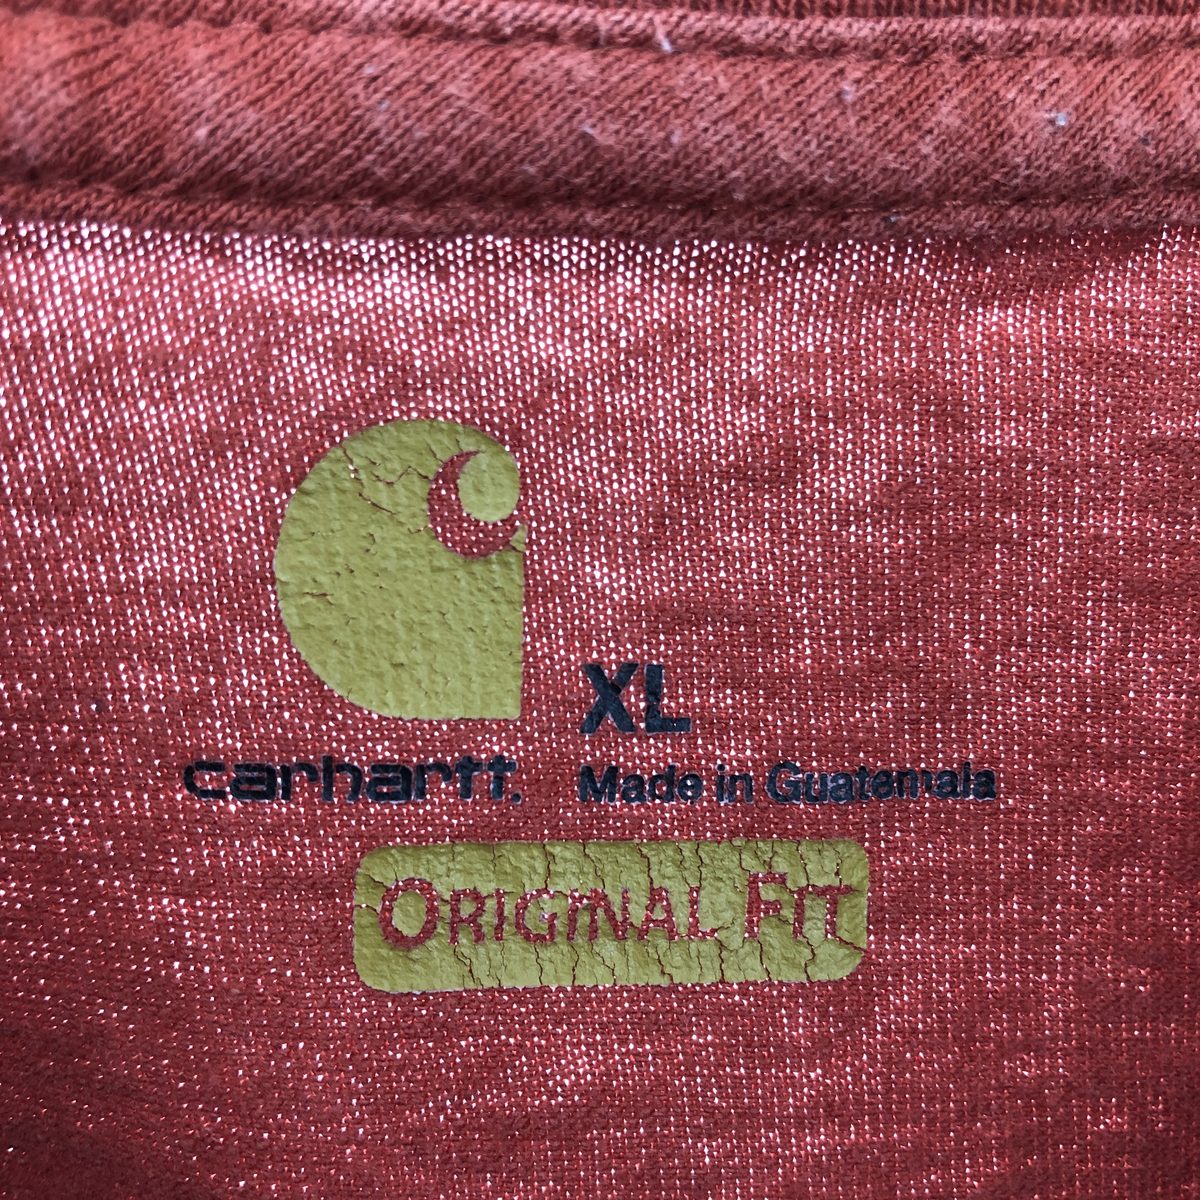 XL
carhartt.
Made in Guatemala
ORIGINAL FIT